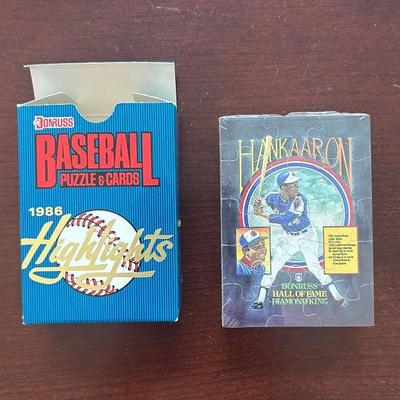 DONRUSS
BASEBALL
PUZZLE & CARDS
1986
Highlights
HANK AARON
DONRUSS
HALL OF FAME
DIAMOND KING